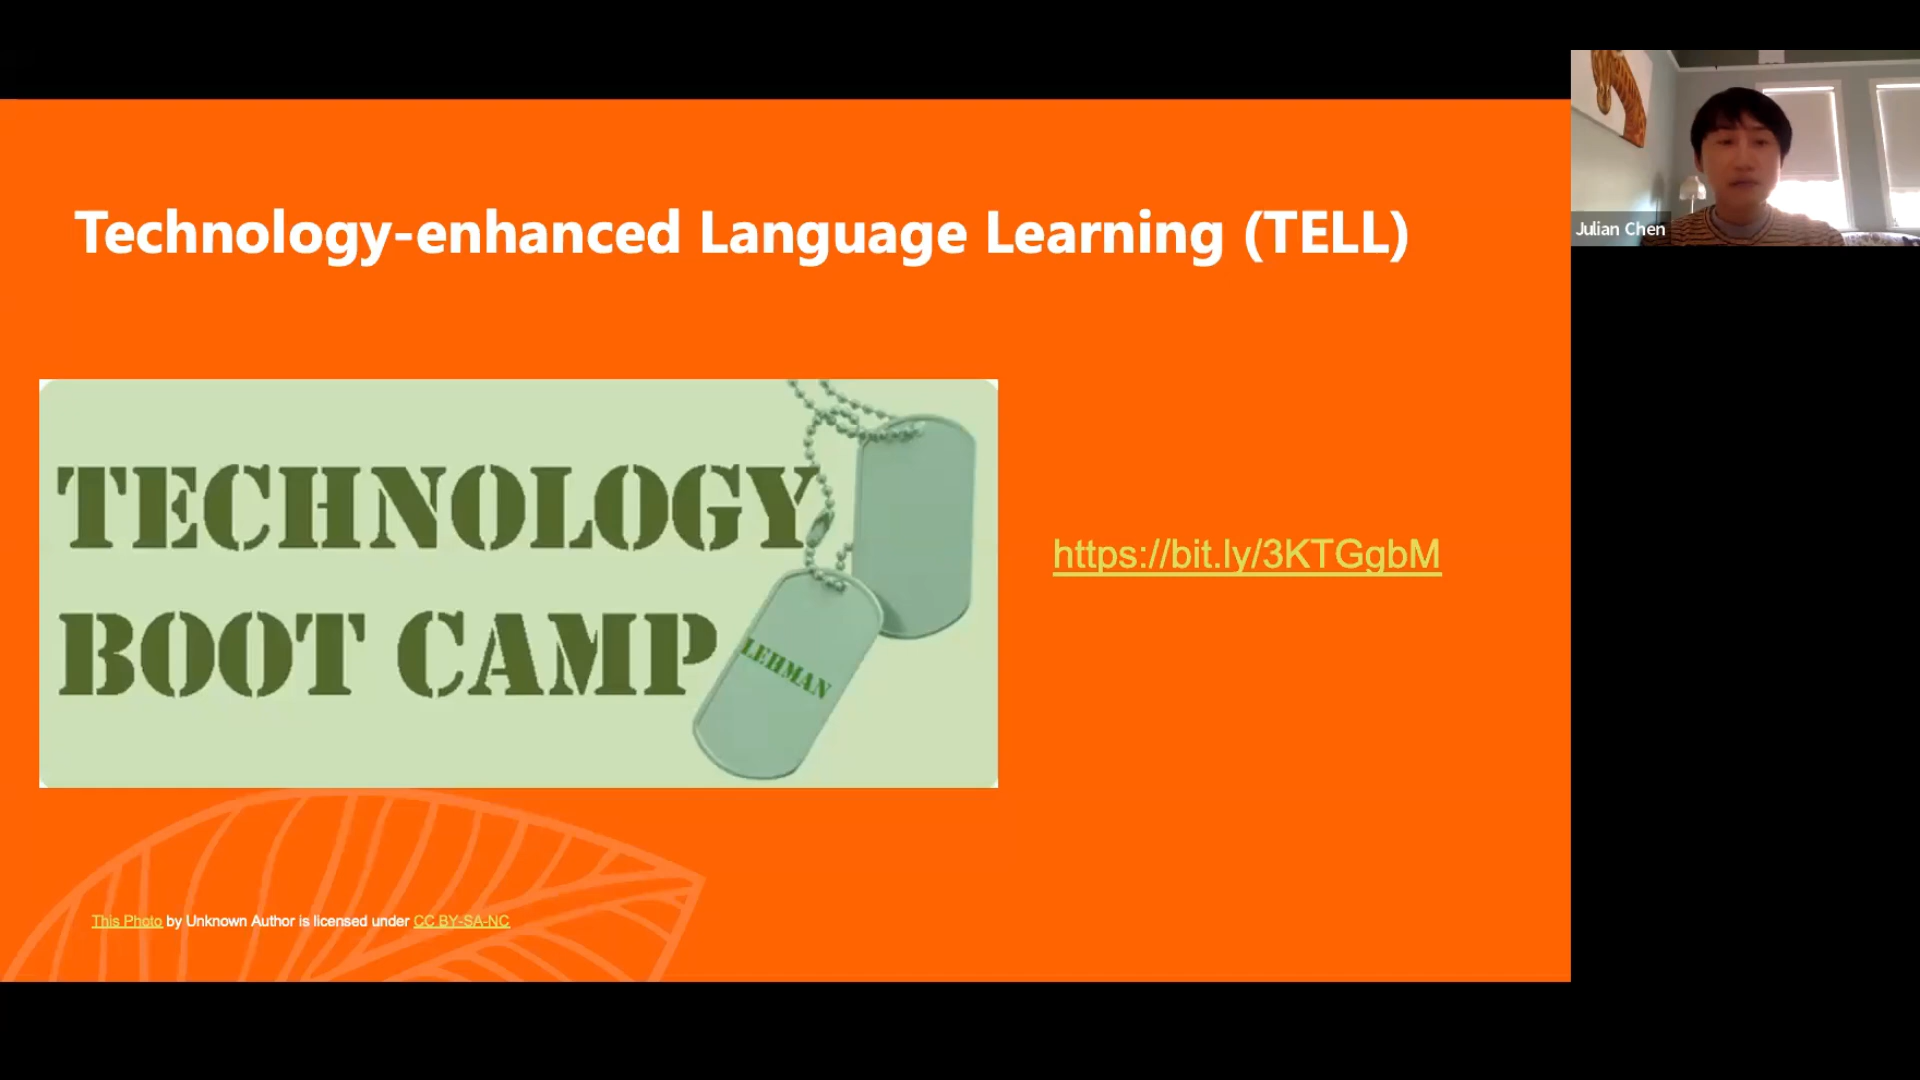 Technology-enhanced Language Learning (TELL)
Julian Chen
TECHNOLOGY
BOOT CAMP
LEHMAN
https://bit.ly/3KTGgbM
This Photo by Unknown Author is licensed under CC BY-SA-NC